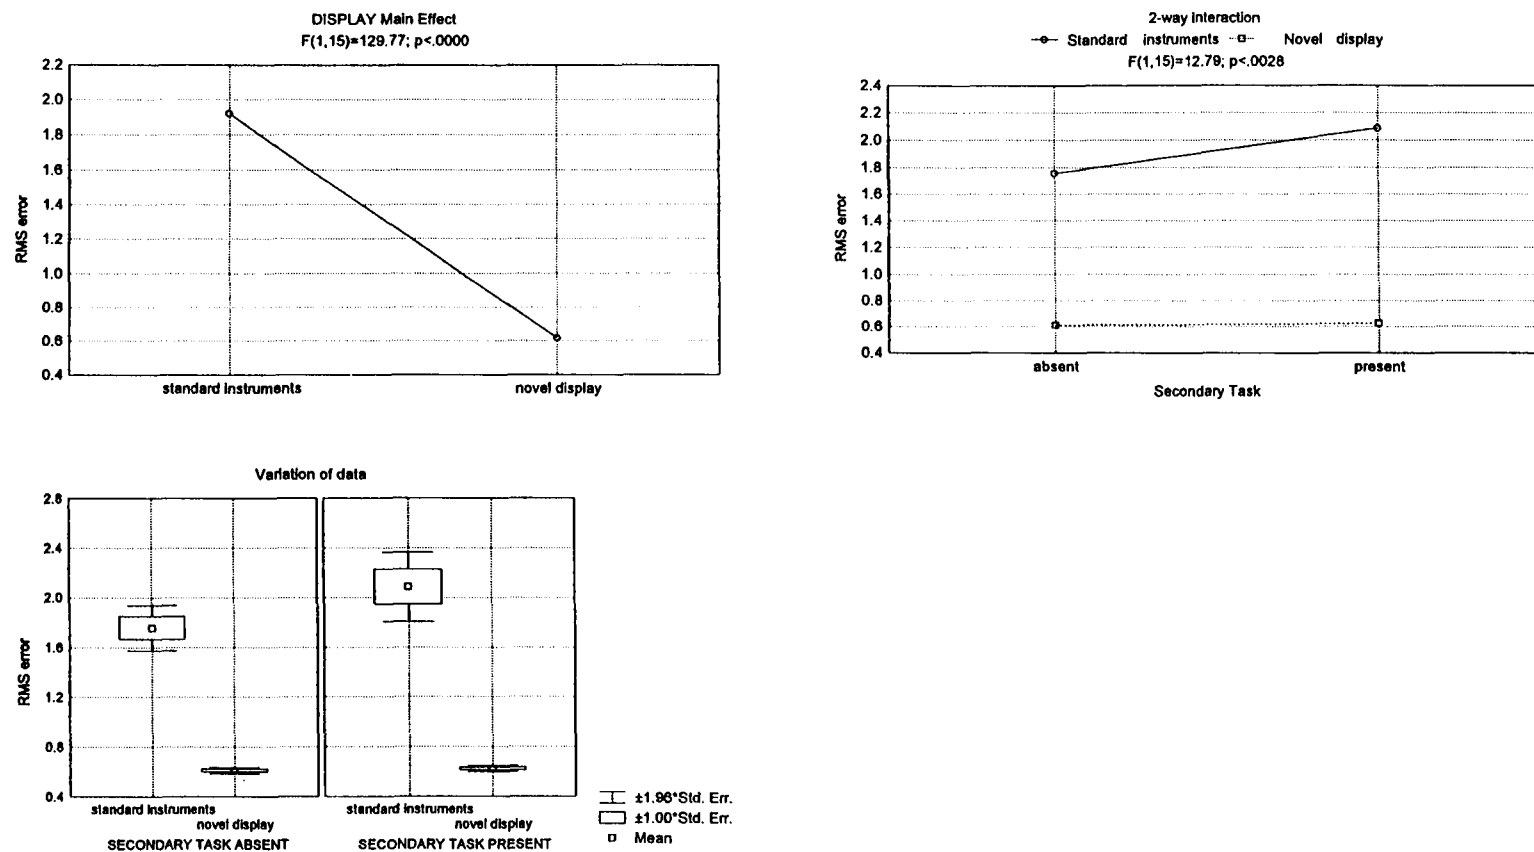 DISPLAY Main Effect
F(1,15)=129.77; p<.0000
2.2
2.0
1.8
1.6
1.4
1.2
1.0
0.8
0.6
0.4
RMS error
standard instruments
novel display
2-way interaction
Standard instruments
Novel display
F(1,15)=12.79; p<.0028
2.4
2.2
2.0
1.8
1.6
1.4
1.2
1.0
0.8
0.6
0.4
RMS error
absent
present
Secondary Task
Variation of data
2.8
2.4
2.0
1.6
1.2
0.8
0.4
RMS error
standard instruments
novel display
SECONDARY TASK ABSENT
standard instruments
novel display
SECONDARY TASK PRESENT
±1.96*Std. Err.
±1.00*Std. Err.
Mean